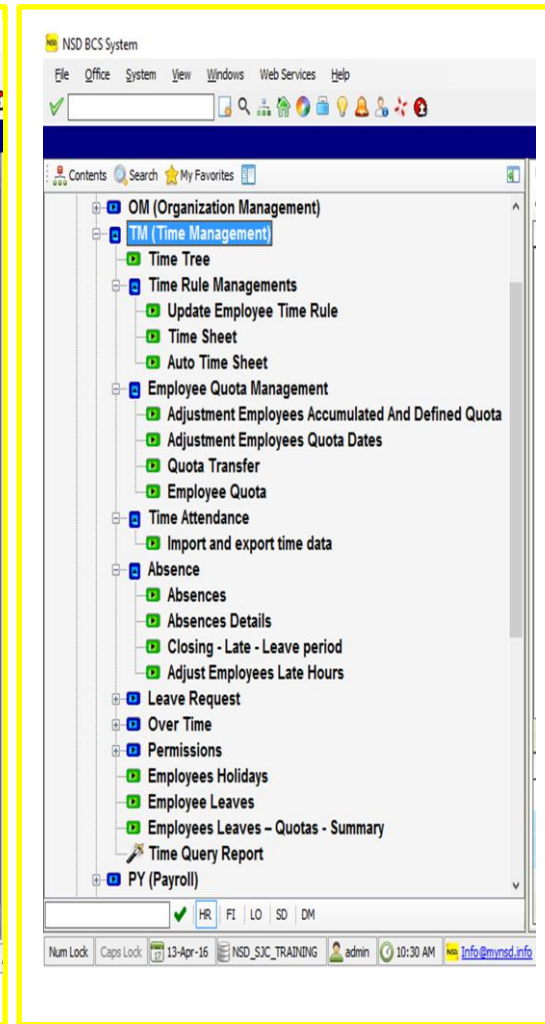 NSD BCS System
File Office System View Windows Web Services Help
Contents Search My Favorites
OM (Organization Management)
TM (Time Management)
Time Tree
Time Rule Managements
Update Employee Time Rule
Time Sheet
Auto Time Sheet
Employee Quota Management
Adjustment Employees Accumulated And Defined Quota
Adjustment Employees Quota Dates
Quota Transfer
Employee Quota
Time Attendance
Import and export time data
Absence
Absences
Absences Details
Closing - Late - Leave period
Adjust Employees Late Hours
Leave Request
Over Time
Permissions
Employees Holidays
Employee Leaves
Employees Leaves – Quotas - Summary
Time Query Report
PY (Payroll)
HR FI LO SD DM
Num Lock Caps Lock 13-Apr-16 NSD_SJC_TRAINING admin 10:30 AM Info@mynsd.info